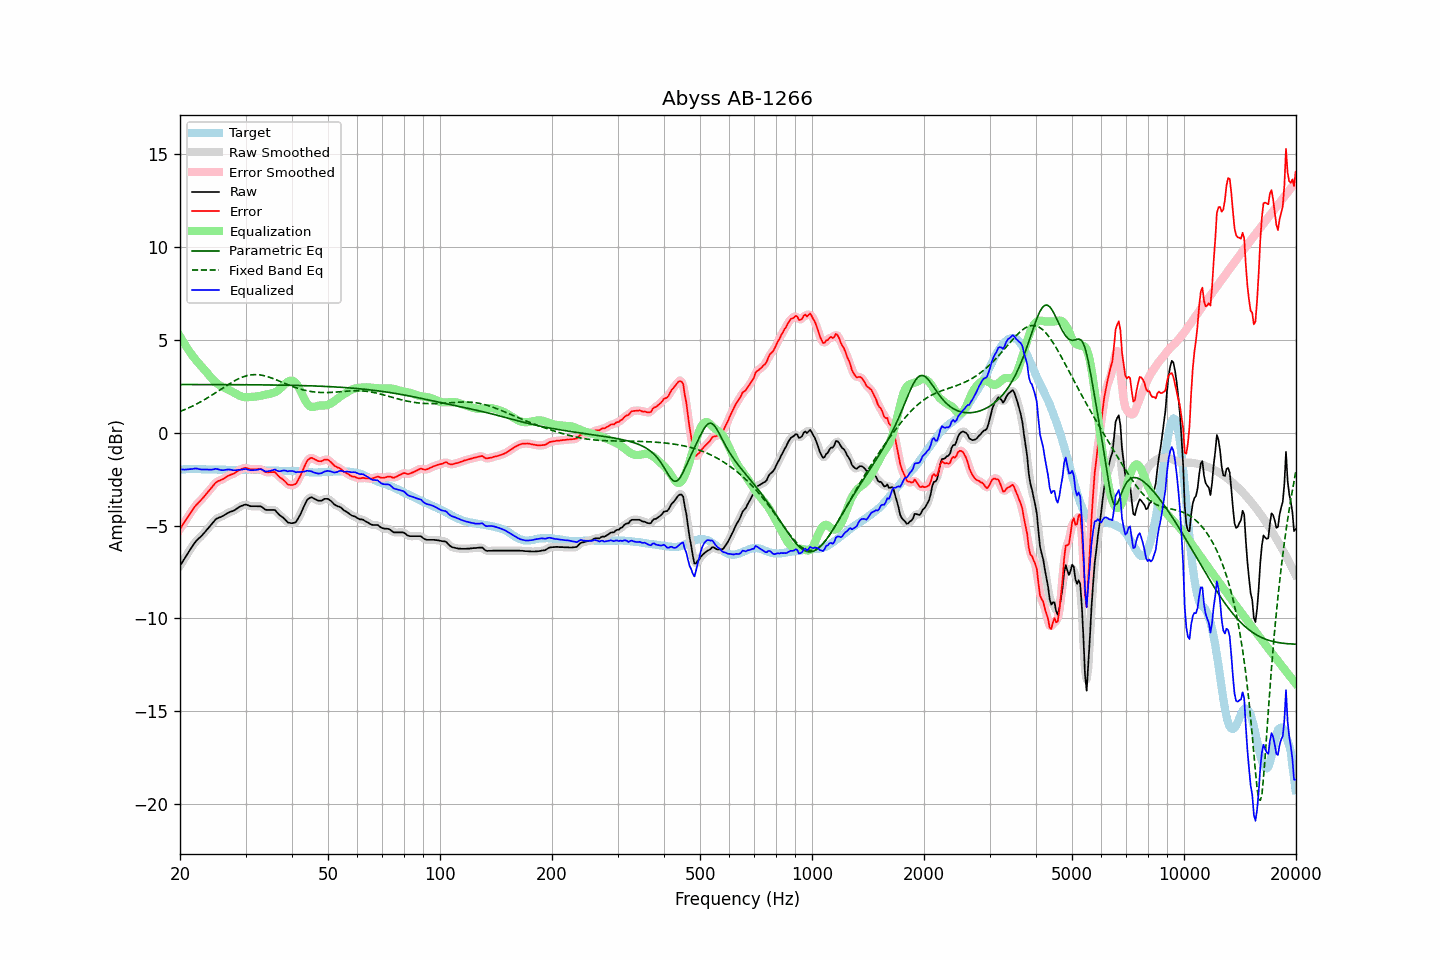 Abyss AB-1266
Target
Raw Smoothed
Error Smoothed
Raw
Error
Equalization
Parametric Eq
Fixed Band Eq
Equalized
Amplitude (dBr)
15
10
5
0
−5
−10
−15
−20
20
50
100
200
500
1000
2000
5000
10000
20000
Frequency (Hz)